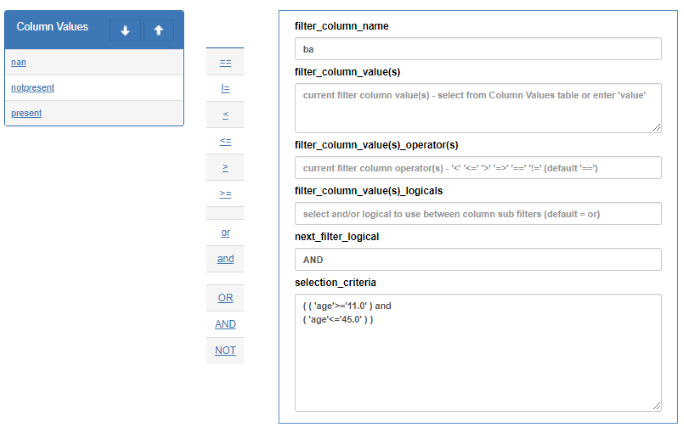 Column Values
nan
notpresent
present
==
!=
<
<=
>
>=
or
and
OR
AND
NOT
filter_column_name
ba
filter_column_value(s)
current filter column value(s) - select from Column Values table or enter 'value'
filter_column_value(s)_operator(s)
current filter column operator(s) - '<' '<=' '>' '=>' '==' '!=' (default '==')
filter_column_value(s)_logicals
select and/or logical to use between column sub filters (default = or)
next_filter_logical
AND
selection_criteria
( ( 'age'>='11.0' ) and
( 'age'<='45.0' ) )